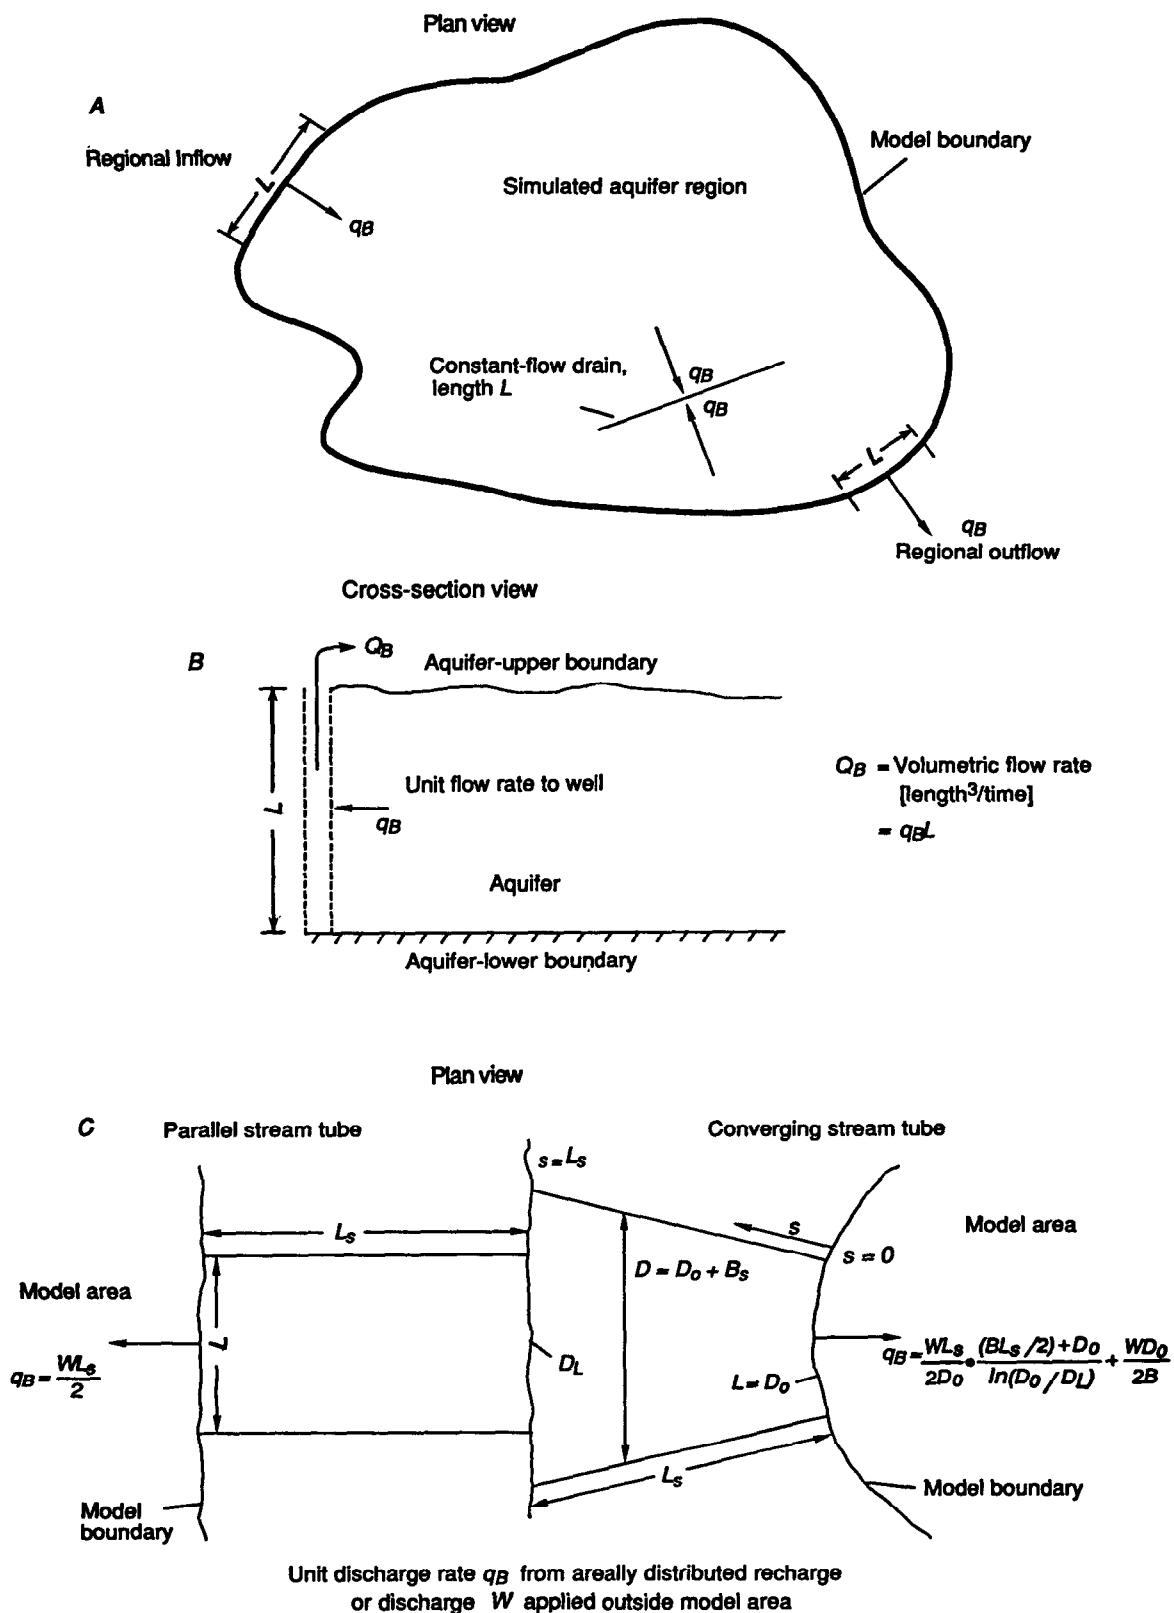 Plan view
A
Regional Inflow
L
qB
Simulated aquifer region
Model boundary
Constant-flow drain,
length L
qB
qB
L
qB
Regional outflow
Cross-section view
B
QB
Aquifer-upper boundary
L
Unit flow rate to well
qB
Aquifer
Aquifer-lower boundary
QB = Volumetric flow rate
[length³/time]
= qBL
Plan view
C
Parallel stream tube
Converging stream tube
s = Ls
Ls
s
s = 0
Model area
Model area
D = Do + Bs
L
qB = WLs/2
DL
L = Do
qB = WLs/2Do • (BLs/2)+Do/ln(Do/DL) + WDo/2B
Ls
Model boundary
Model
boundary
Unit discharge rate qB from areally distributed recharge
or discharge W applied outside model area